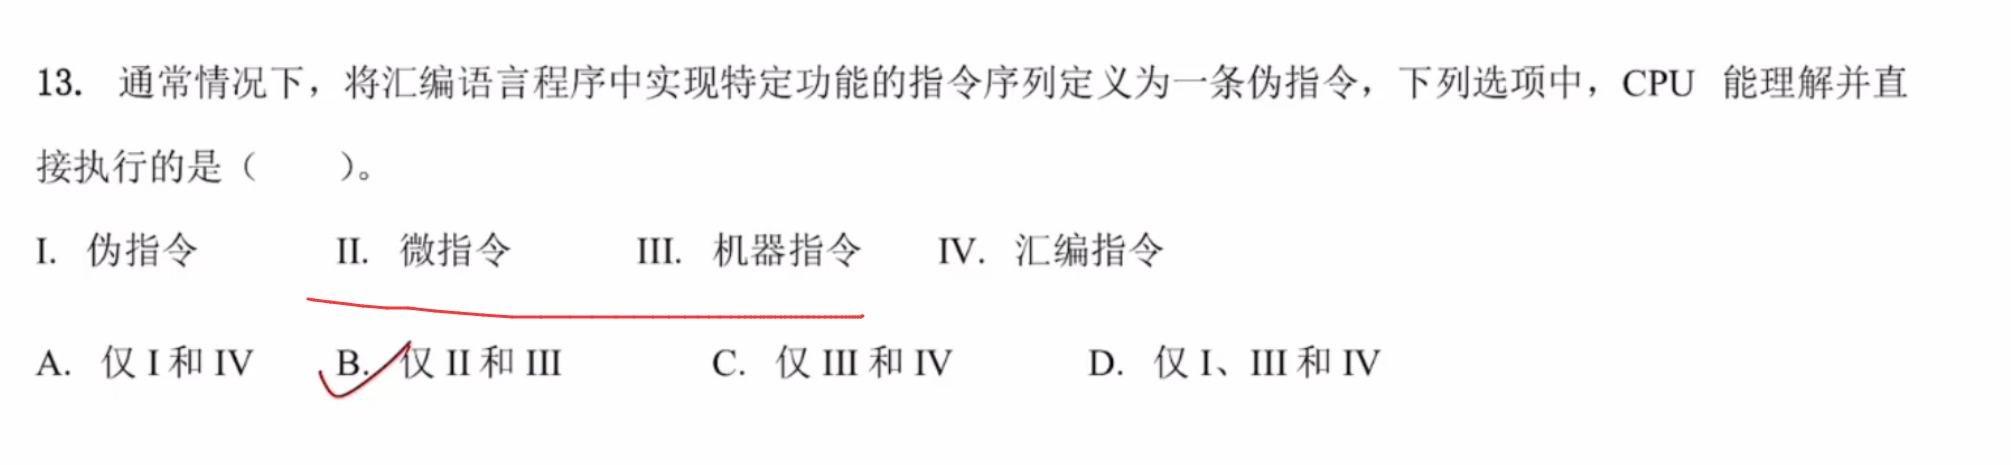 13. 通常情况下，将汇编语言程序中实现特定功能的指令序列定义为一条伪指令，下列选项中，CPU 能理解并直
接执行的是（ ）。
I. 伪指令 II. 微指令 III. 机器指令 IV. 汇编指令
A. 仅 I 和 IV B. 仅 II 和 III C. 仅 III 和 IV D. 仅 I、III 和 IV